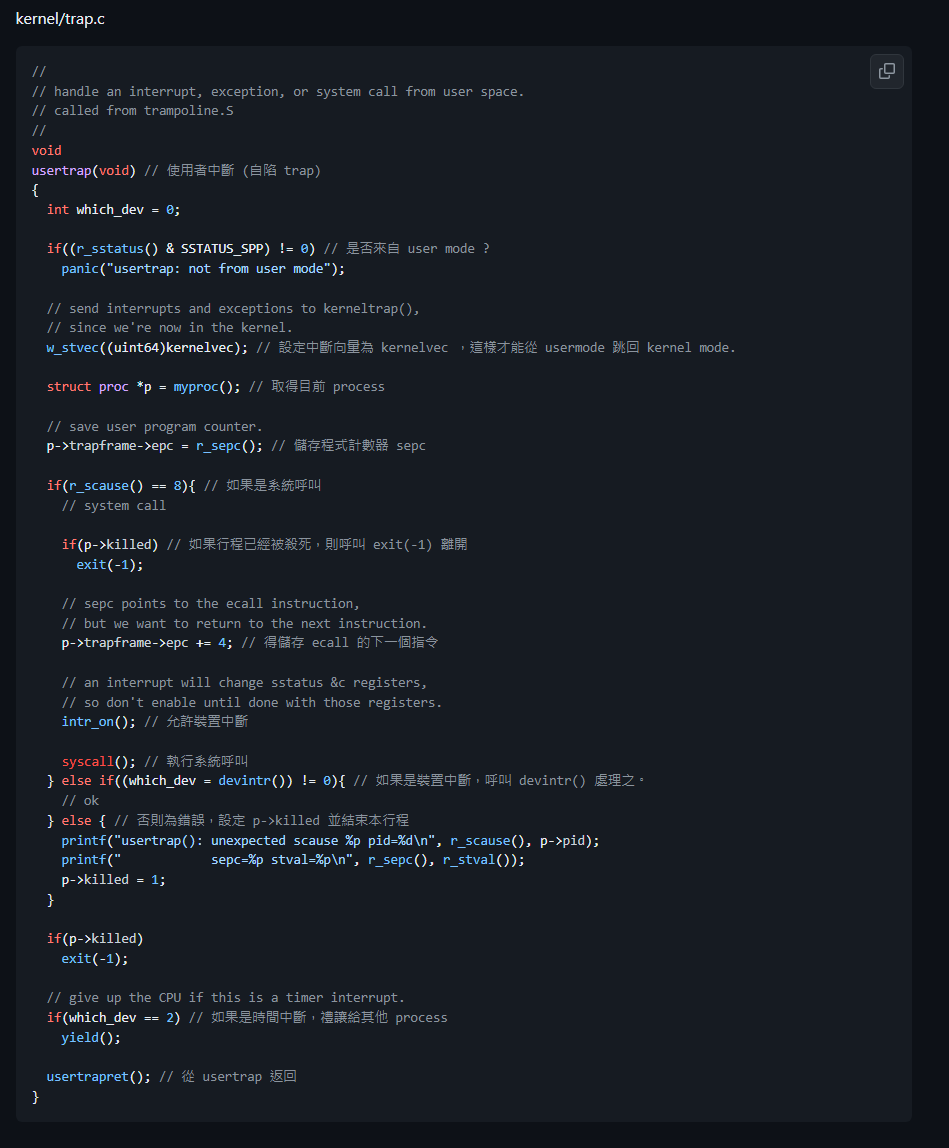 kernel/trap.c
//
// handle an interrupt, exception, or system call from user space.
// called from trampoline.S
//
void
usertrap(void) // 使用者中斷 (自陷 trap)
{
  int which_dev = 0;

  if((r_sstatus() & SSTATUS_SPP) != 0) // 是否來自 user mode ?
    panic("usertrap: not from user mode");

  // send interrupts and exceptions to kerneltrap(),
  // since we're now in the kernel.
  w_stvec((uint64)kernelvec); // 設定中斷向量為 kernelvec ，這樣才能從 usermode 跳回 kernel mode.

  struct proc *p = myproc(); // 取得目前 process

  // save user program counter.
  p->trapframe->epc = r_sepc(); // 儲存程式計數器 sepc

  if(r_scause() == 8){ // 如果是系統呼叫
    // system call

    if(p->killed) // 如果行程已經被殺死，則呼叫 exit(-1) 離開
      exit(-1);

    // sepc points to the ecall instruction,
    // but we want to return to the next instruction.
    p->trapframe->epc += 4; // 得儲存 ecall 的下一個指令

    // an interrupt will change sstatus &c registers,
    // so don't enable until done with those registers.
    intr_on(); // 允許裝置中斷

    syscall(); // 執行系統呼叫
  } else if((which_dev = devintr()) != 0){ // 如果是裝置中斷，呼叫 devintr() 處理之。
    // ok
  } else { // 否則為錯誤，設定 p->killed 並結束本行程
    printf("usertrap(): unexpected scause %p pid=%d\n", r_scause(), p->pid);
    printf("            sepc=%p stval=%p\n", r_sepc(), r_stval());
    p->killed = 1;
  }

  if(p->killed)
    exit(-1);

  // give up the CPU if this is a timer interrupt.
  if(which_dev == 2) // 如果是時間中斷，禮讓給其他 process
    yield();

  usertrapret(); // 從 usertrap 返回
}